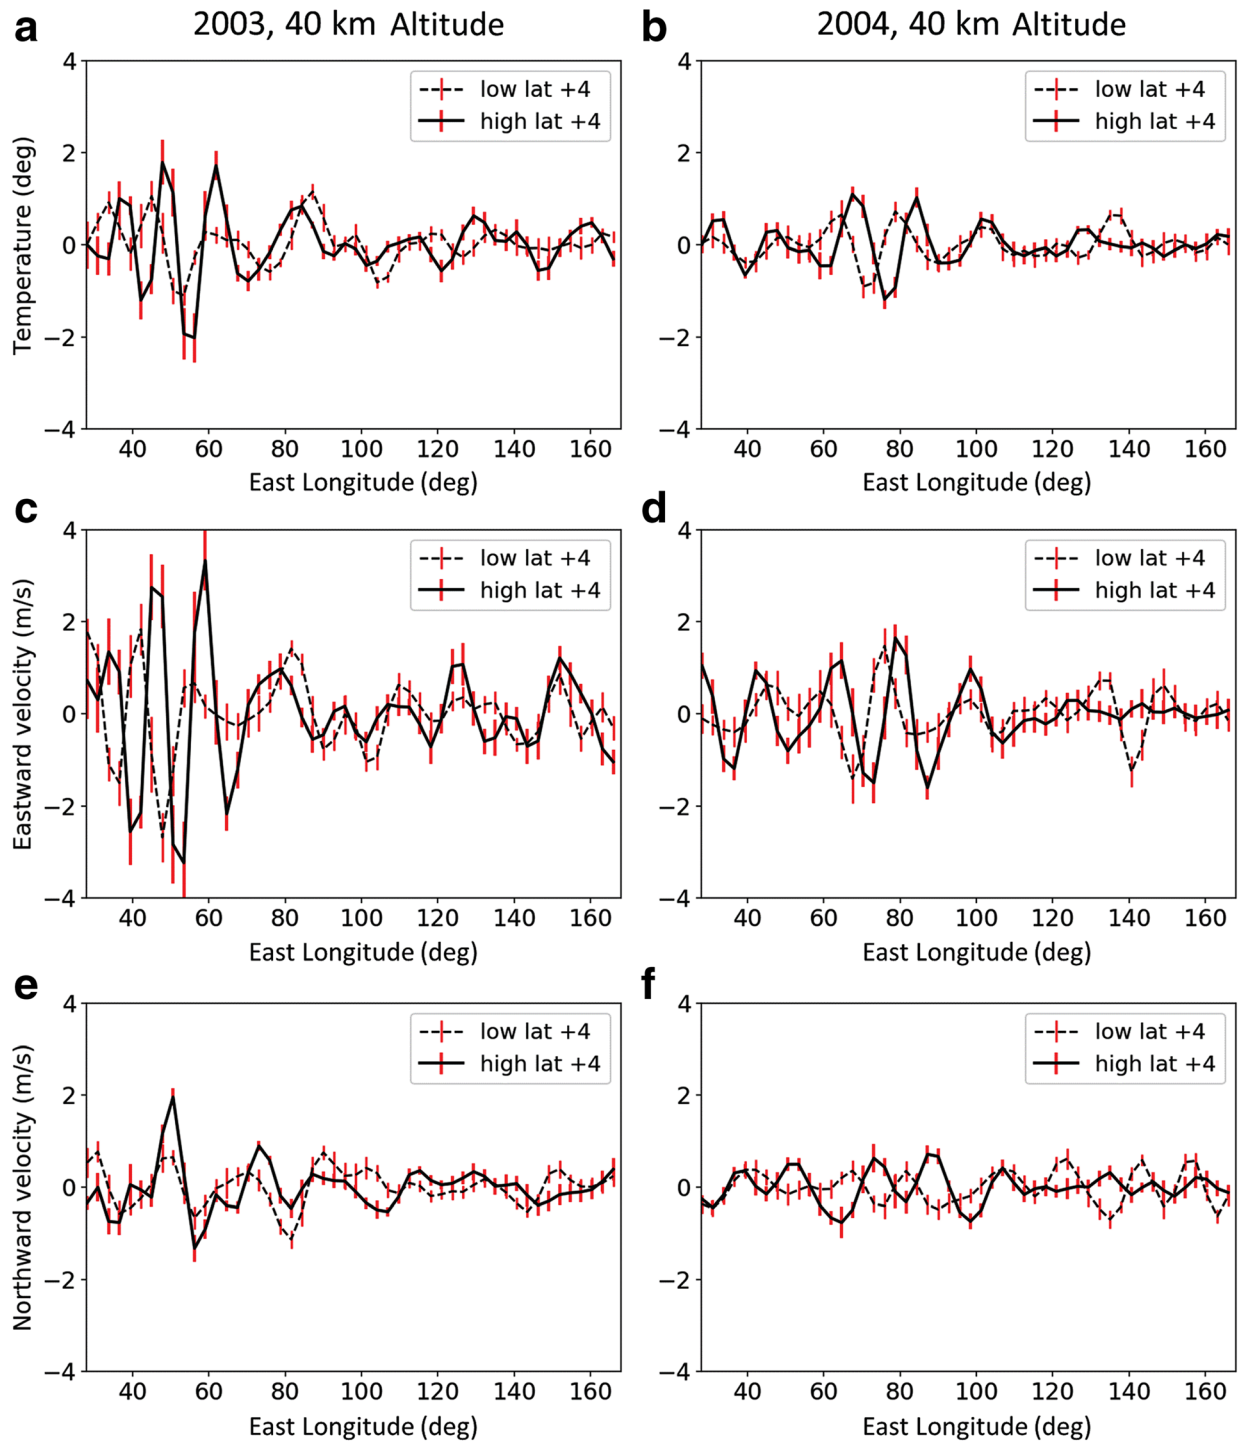 a 2003, 40 km Altitude
4
2
0
−2
−4
Temperature (deg)
low lat +4
high lat +4
40 60 80 100 120 140 160
East Longitude (deg)
b 2004, 40 km Altitude
4
2
0
−2
−4
low lat +4
high lat +4
40 60 80 100 120 140 160
East Longitude (deg)
c
4
2
0
−2
−4
Eastward velocity (m/s)
low lat +4
high lat +4
40 60 80 100 120 140 160
East Longitude (deg)
d
4
2
0
−2
−4
low lat +4
high lat +4
40 60 80 100 120 140 160
East Longitude (deg)
e
4
2
0
−2
−4
Northward velocity (m/s)
low lat +4
high lat +4
40 60 80 100 120 140 160
East Longitude (deg)
f
4
2
0
−2
−4
low lat +4
high lat +4
40 60 80 100 120 140 160
East Longitude (deg)